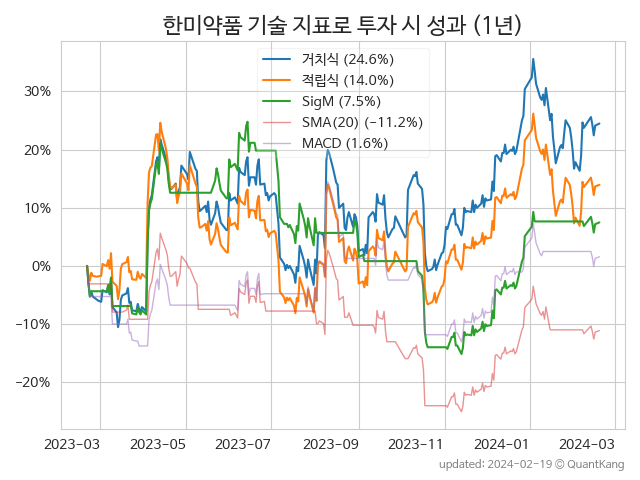 한미약품 기술 지표로 투자 시 성과 (1년)
거치식 (24.6%)
적립식 (14.0%)
SigM (7.5%)
SMA(20) (−11.2%)
MACD (1.6%)
30%
20%
10%
0%
−10%
−20%
2023-03 2023-05 2023-07 2023-09 2023-11 2024-01 2024-03
updated: 2024-02-19 ⓒ QuantKang